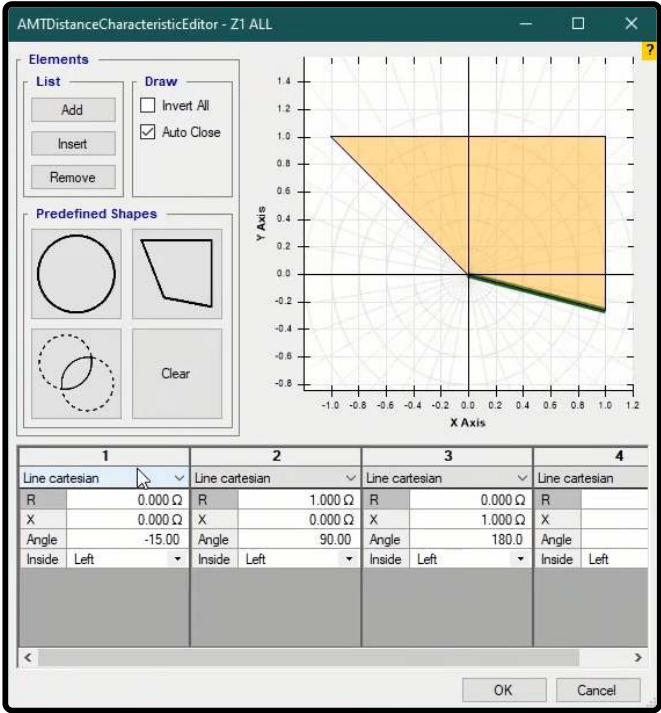 AMTDistanceCharacteristicEditor - Z1 ALL
?
Elements
List
Add
Insert
Remove
Draw
Invert All
Auto Close
Predefined Shapes
Clear
Y Axis
1.4
1.2
1.0
0.8
0.6
0.4
0.2
0.0
-0.2
-0.4
-0.6
-0.8
-1.0 -0.8 -0.6 -0.4 -0.2 0.0 0.2 0.4 0.6 0.8 1.0 1.2
X Axis
1 2 3 4
Line cartesian Line cartesian Line cartesian Line cartesian
R 0.000 Ω R 1.000 Ω R 0.000 Ω R
X 0.000 Ω X 0.000 Ω X 1.000 Ω X
Angle -15.00 Angle 90.00 Angle 180.0 Angle
Inside Left Inside Left Inside Left Inside Left
OK Cancel